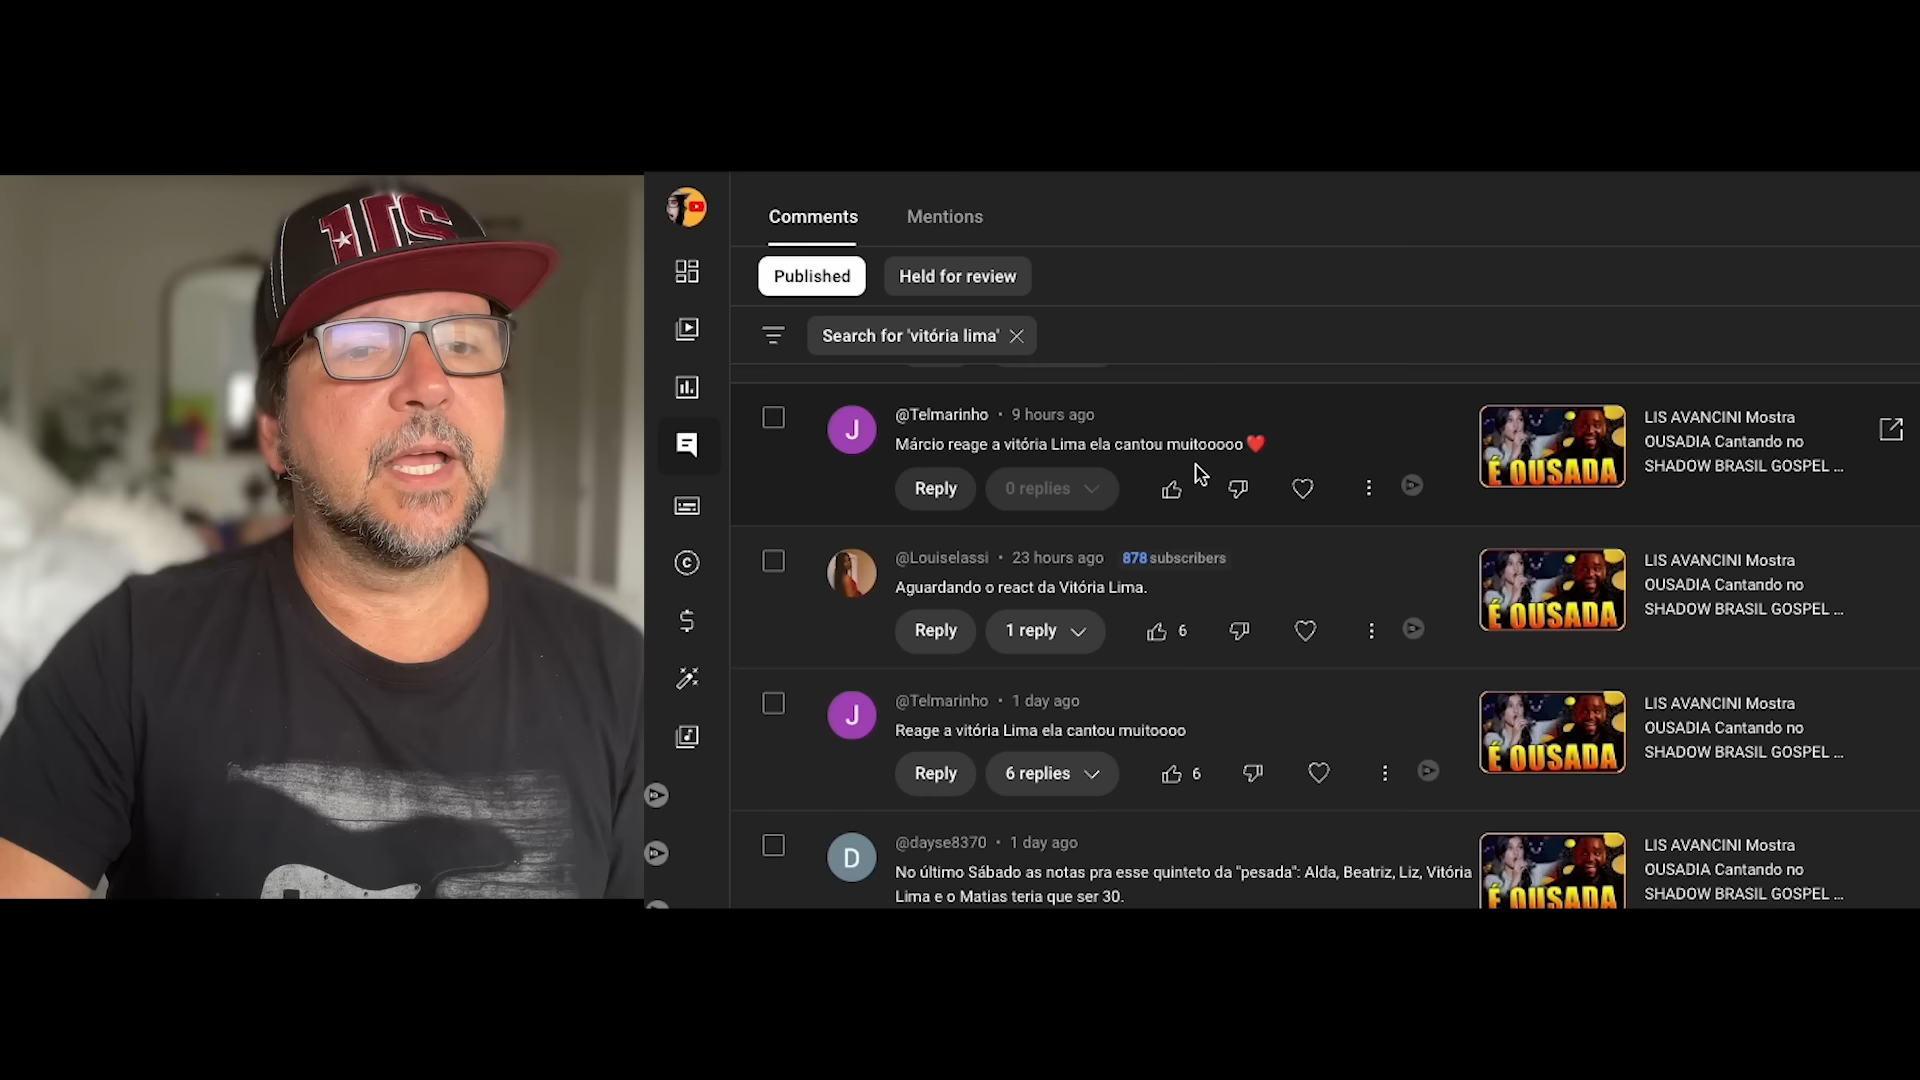 US
Comments
Mentions
Published
Held for review
Search for 'vitória lima'
@Telmarinho • 9 hours ago
Márcio reage a vitória Lima ela cantou muitooooo ❤️
Reply
0 replies
J
É OUSADA
LIS AVANCINI Mostra
OUSADIA Cantando no
SHADOW BRASIL GOSPEL ...
@Louiselassi • 23 hours ago 878 subscribers
Aguardando o react da Vitória Lima.
Reply
1 reply
6
É OUSADA
LIS AVANCINI Mostra
OUSADIA Cantando no
SHADOW BRASIL GOSPEL ...
J
@Telmarinho • 1 day ago
Reage a vitória Lima ela cantou muitoooo
Reply
6 replies
6
É OUSADA
LIS AVANCINI Mostra
OUSADIA Cantando no
SHADOW BRASIL GOSPEL ...
D
@dayse8370 • 1 day ago
No último Sábado as notas pra esse quinteto da "pesada": Alda, Beatriz, Liz, Vitória
Lima e o Matias teria que ser 30.
É OUSADA
LIS AVANCINI Mostra
OUSADIA Cantando no
SHADOW BRASIL GOSPEL ...